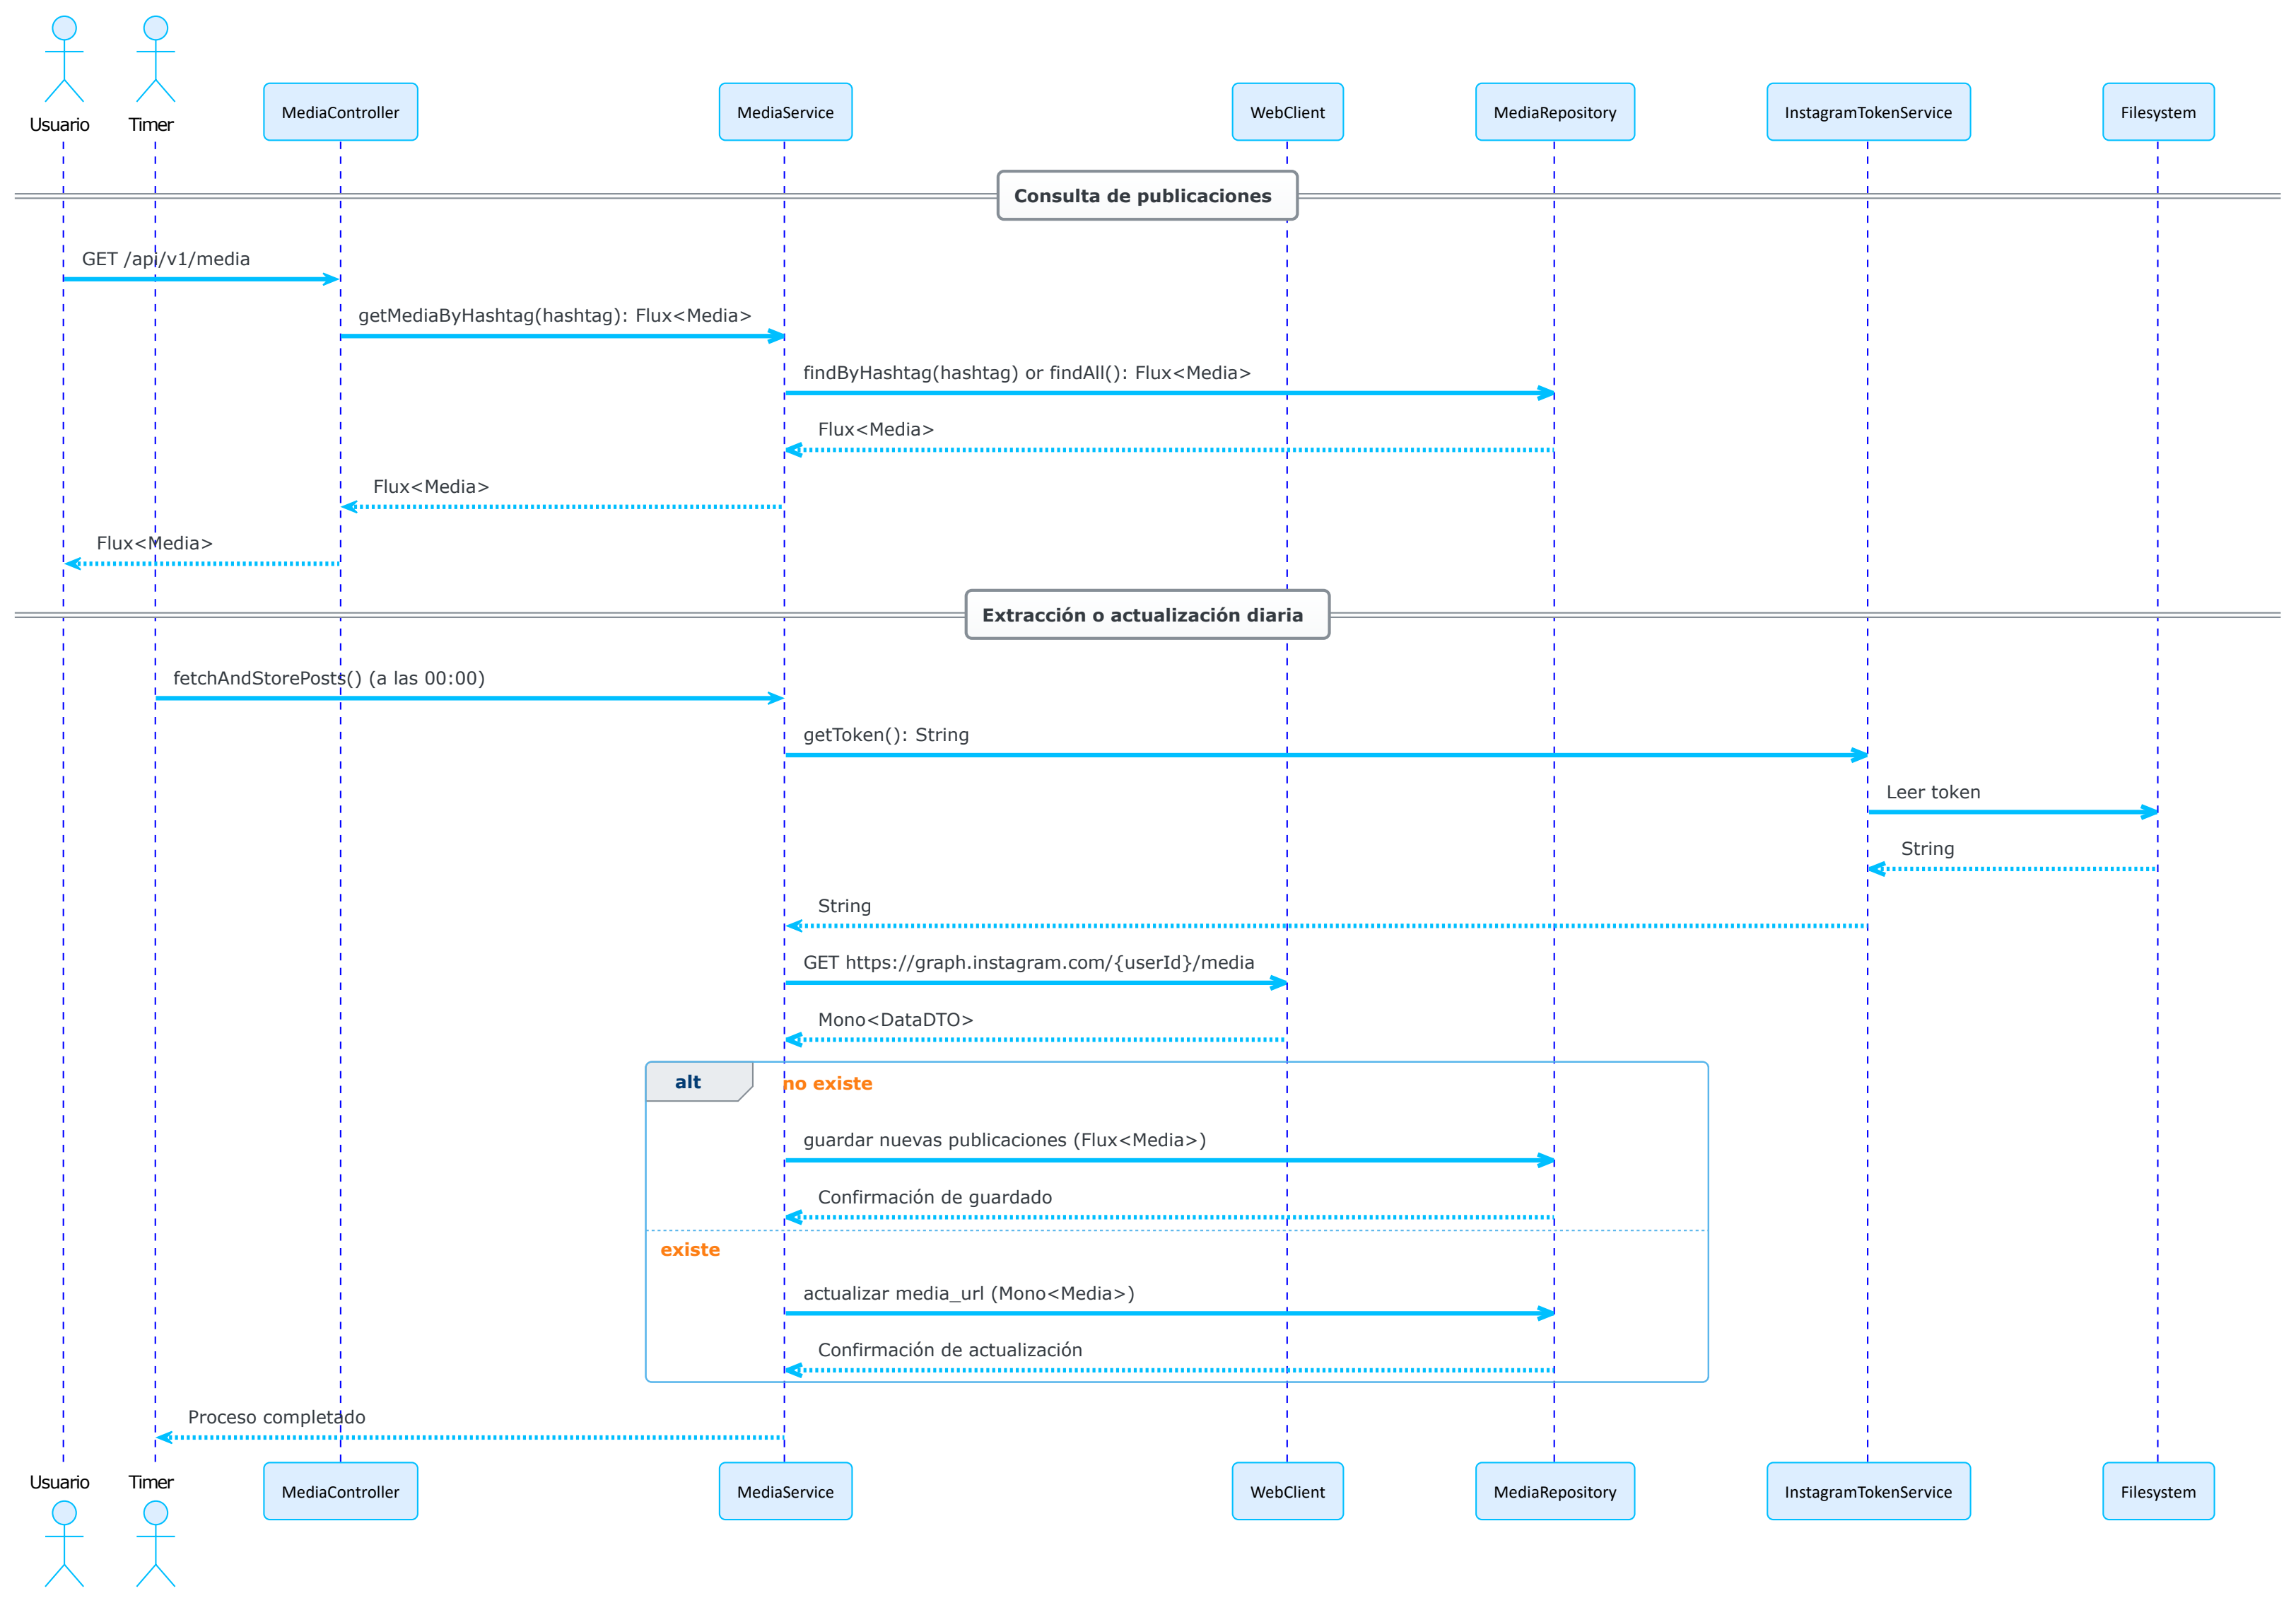 Usuario
Timer
MediaController
MediaService
WebClient
MediaRepository
InstagramTokenService
Filesystem
Consulta de publicaciones
GET /api/v1/media
getMediaByHashtag(hashtag): Flux<Media>
findByHashtag(hashtag) or findAll(): Flux<Media>
Flux<Media>
Flux<Media>
Flux<Media>
Extracción o actualización diaria
fetchAndStorePosts() (a las 00:00)
getToken(): String
Leer token
String
String
GET https://graph.instagram.com/{userId}/media
Mono<DataDTO>
alt
no existe
guardar nuevas publicaciones (Flux<Media>)
Confirmación de guardado
existe
actualizar media_url (Mono<Media>)
Confirmación de actualización
Proceso completado
Usuario
Timer
MediaController
MediaService
WebClient
MediaRepository
InstagramTokenService
Filesystem